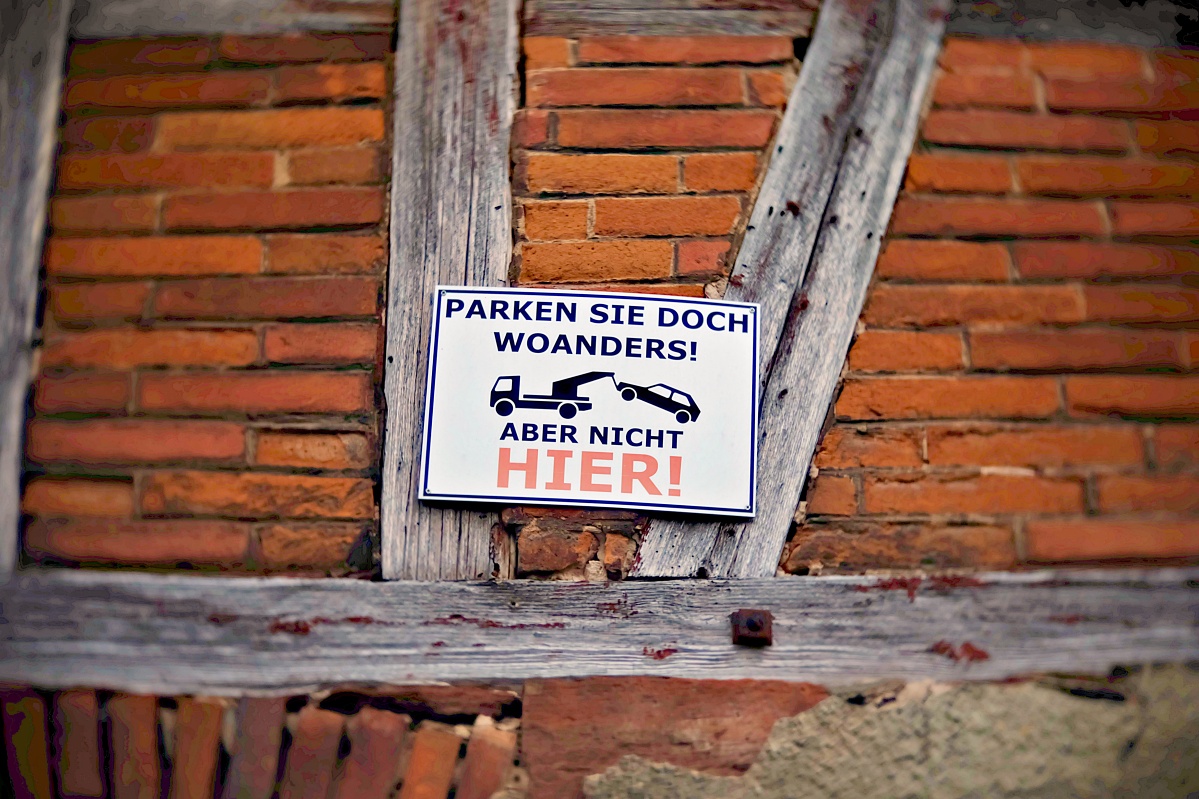 PARKEN SIE DOCH
WOANDERS!
ABER NICHT
HIER!